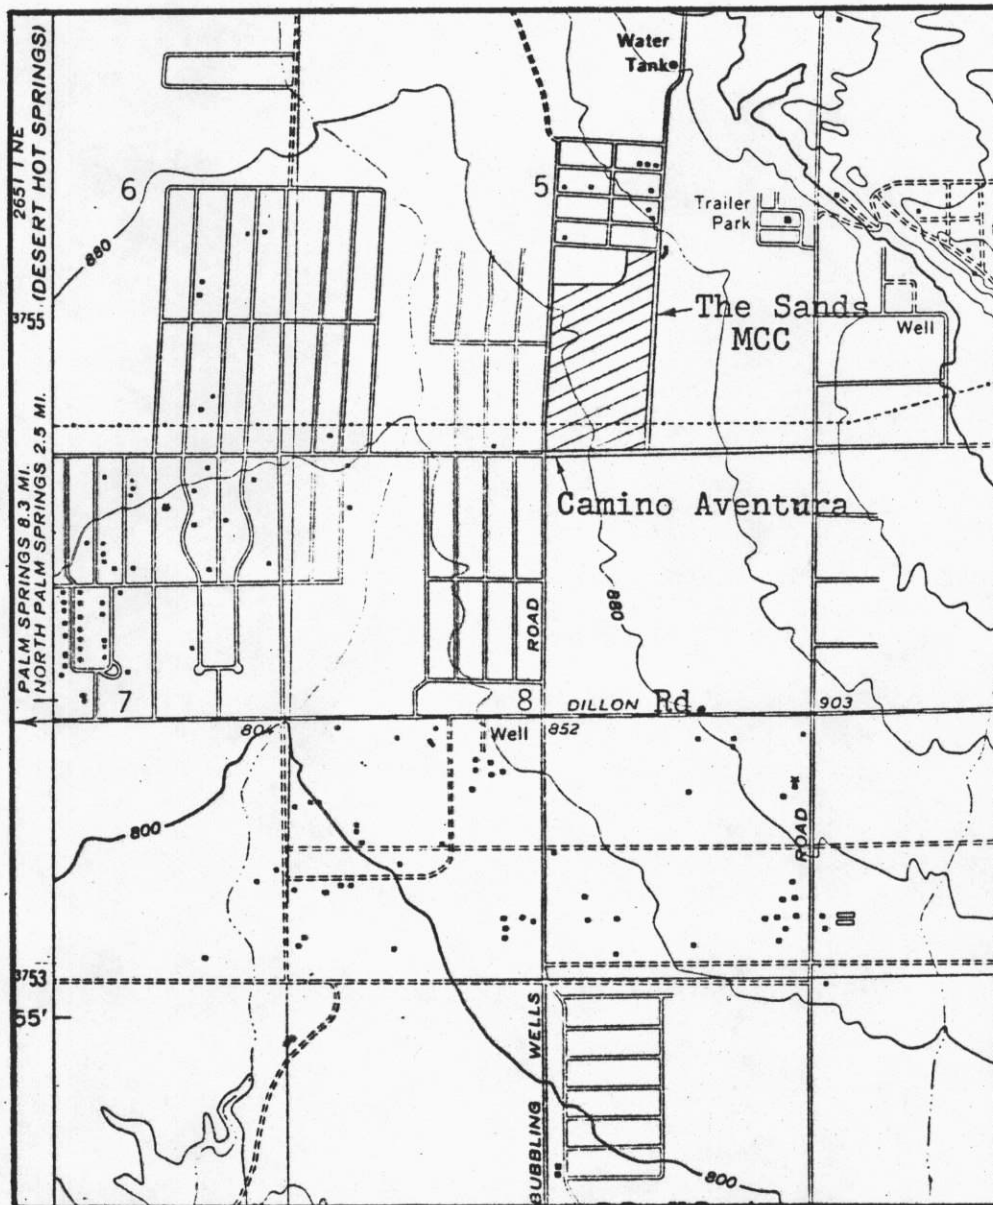 Water
Tank
2651 I NE
(DESERT HOT SPRINGS)
6
5
Trailer
Park
880
3755
The Sands
MCC
Well
PALM SPRINGS 8.3 MI.
NORTH PALM SPRINGS 2.5 MI.
Camino Aventura
880
ROAD
7
8
DILLON Rd.
903
804
Well
852
800
ROAD
3753
55'
BUBBLING WELLS
800